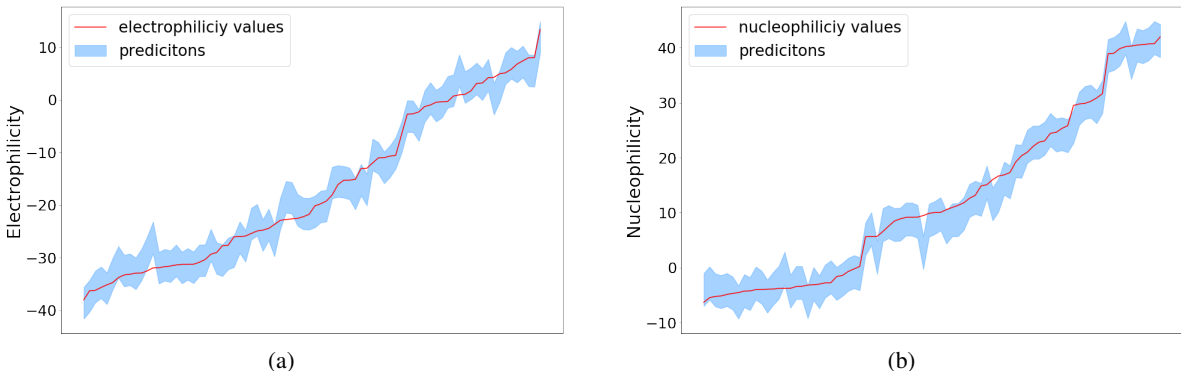 electrophiliciy values
predicitons
10
0
−10
−20
−30
−40
Electrophilicity
(a)
nucleophiliciy values
predicitons
40
30
20
10
0
−10
Nucleophilicity
(b)